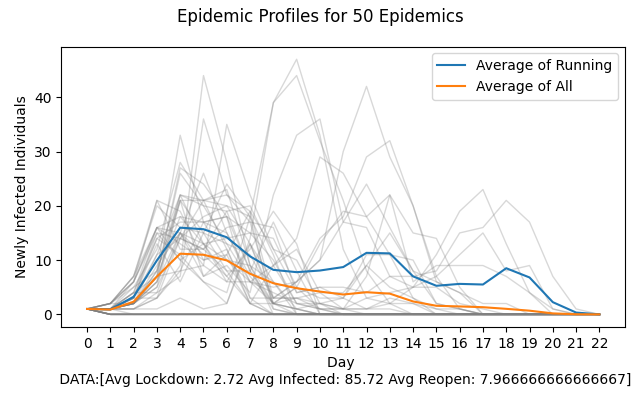 Epidemic Profiles for 50 Epidemics
Average of Running
Average of All
Newly Infected Individuals
40
30
20
10
0
0 1 2 3 4 5 6 7 8 9 10 11 12 13 14 15 16 17 18 19 20 21 22
Day
DATA:[Avg Lockdown: 2.72 Avg Infected: 85.72 Avg Reopen: 7.966666666666667]